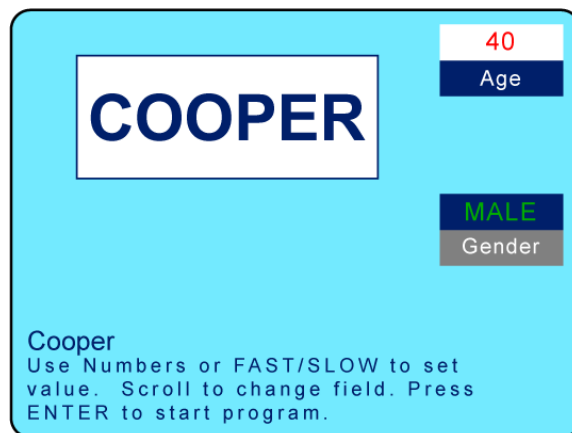 40
Age
COOPER
MALE
Gender
Cooper
Use Numbers or FAST/SLOW to set
value. Scroll to change field. Press
ENTER to start program.